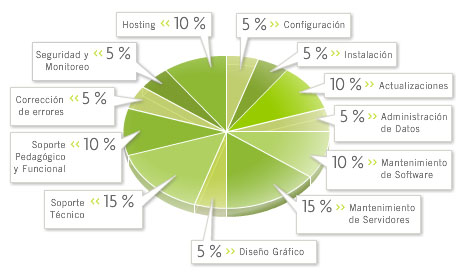 Hosting << 10 %
5 % >> Configuración
Seguridad y << 5 %
Monitoreo
5 % >> Instalación
Corrección << 5 %
de errores
10 % >> Actualizaciones
5 % >> Administración
de Datos
Soporte << 10 %
Pedagógico
y Funcional
10 % >> Mantenimiento
de Software
Soporte << 15 %
Técnico
15 % >> Mantenimiento
de Servidores
5 % >> Diseño Gráfico